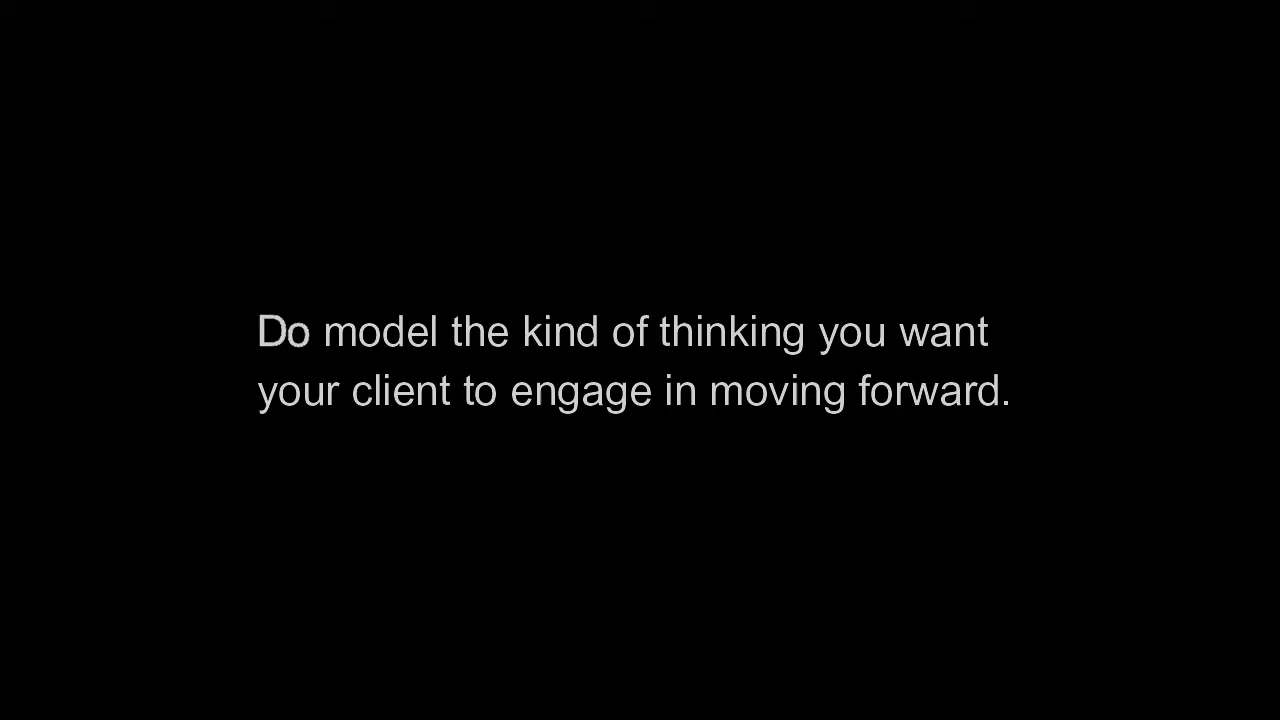 Do model the kind of thinking you want
your client to engage in moving forward.